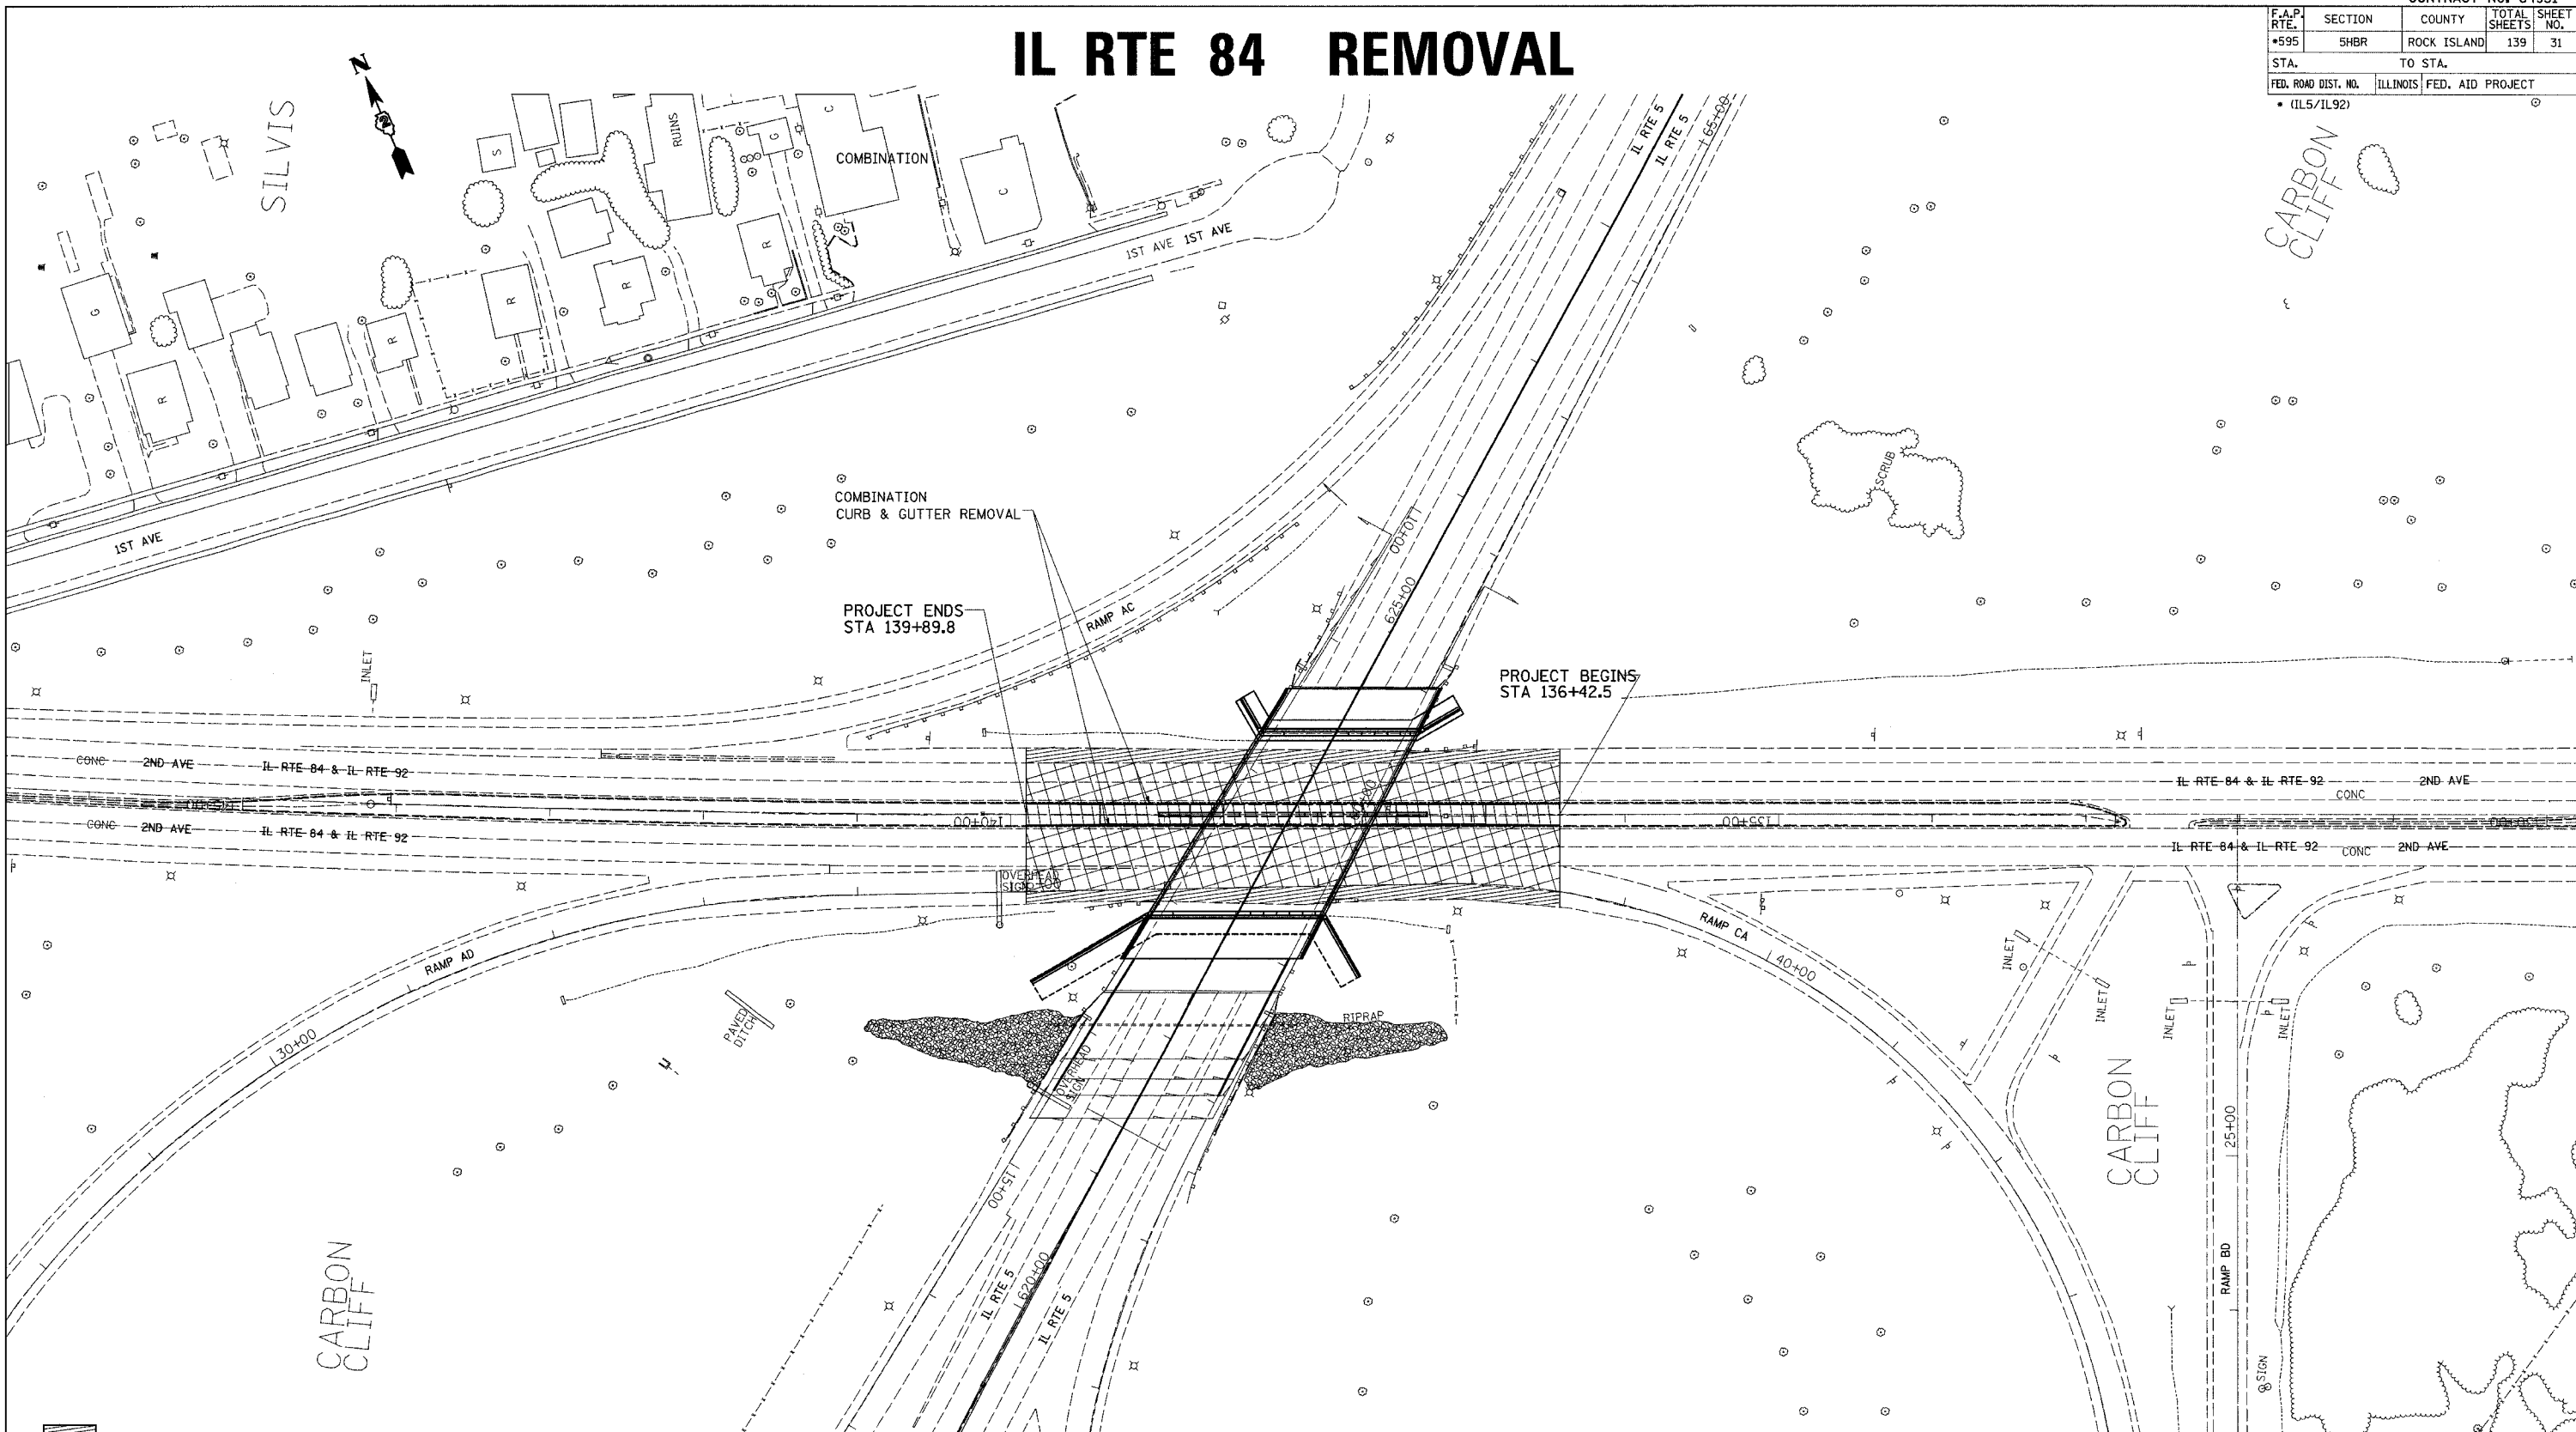 IL RTE 84 REMOVAL
F.A.P. RTE.
SECTION
COUNTY
TOTAL SHEETS
SHEET NO.
*595
5HBR
ROCK ISLAND
139
31
STA.
TO STA.
FED. ROAD DIST. NO.
ILLINOIS
FED. AID PROJECT
* (IL5/IL92)
N
SILVIS
CARBON
CLIFF
S
RUINS
G
C
COMBINATION
C
R
R
R
R
R
G
1ST AVE
1ST AVE
1ST AVE
IL RTE 5
IL RTE 5
65+00
SCRUB
COMBINATION
CURB & GUTTER REMOVAL
110+00
625+00
PROJECT ENDS
STA 139+89.8
RAMP AC
PROJECT BEGINS
STA 136+42.5
INLET
CONC
2ND AVE
IL RTE 84 & IL RTE 92
CONC
2ND AVE
IL RTE 84 & IL RTE 92
140+00
135+00
IL RTE 84 & IL RTE 92
CONC
2ND AVE
IL RTE 84 & IL RTE 92
CONC
2ND AVE
OVERHEAD
SIGN
RAMP AD
RAMP CA
40+00
INLET
INLET
INLET
INLET
30+00
PAVED
DITCH
RIPRAP
OVERHEAD
SIGN
15+00
620+00
IL RTE 5
IL RTE 5
CARBON
CLIFF
CARBON
CLIFF
25+00
RAMP BD
SIGN